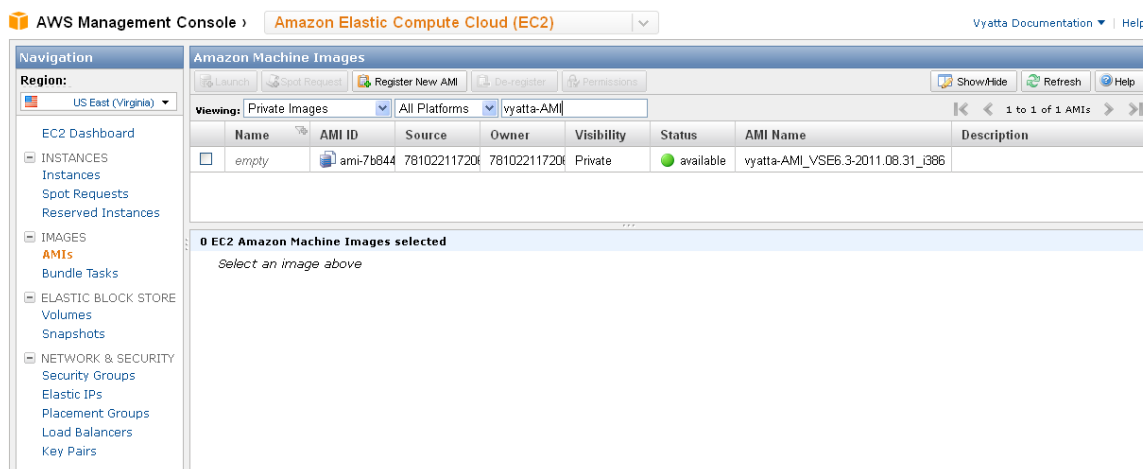 AWS Management Console › Amazon Elastic Compute Cloud (EC2) Vyatta Documentation ▼ | Help
Navigation
Region:
US East (Virginia) ▼
EC2 Dashboard
INSTANCES
Instances
Spot Requests
Reserved Instances
IMAGES
AMIs
Bundle Tasks
ELASTIC BLOCK STORE
Volumes
Snapshots
NETWORK & SECURITY
Security Groups
Elastic IPs
Placement Groups
Load Balancers
Key Pairs
Amazon Machine Images
Launch Spot Request Register New AMI De-register Permissions Show/Hide Refresh Help
Viewing: Private Images All Platforms vyatta-AMI 1 to 1 of 1 AMIs
Name AMI ID Source Owner Visibility Status AMI Name Description
empty ami-7b844 78102211720 78102211720 Private available vyatta-AMI_VSE6.3-2011.08.31_i386
0 EC2 Amazon Machine Images selected
Select an image above